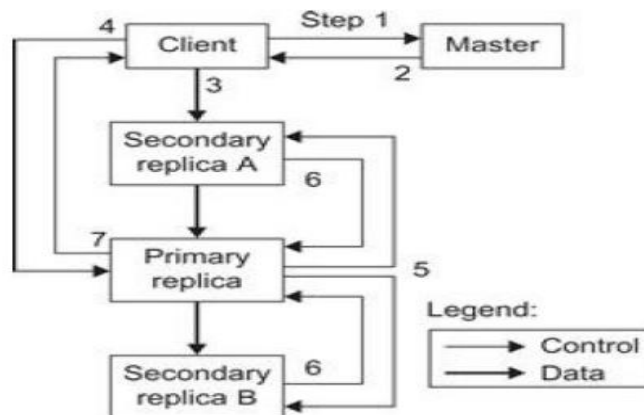 4
Step 1
Client
Master
2
3
Secondary
replica A
6
7
Primary
replica
5
Legend:
Control
Data
6
Secondary
replica B